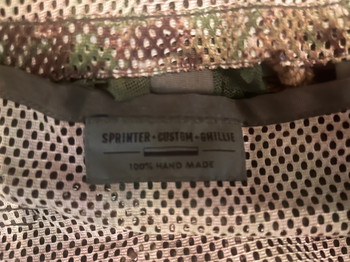 SPRINTER • CUSTOM • GHILLIE
100% HAND MADE